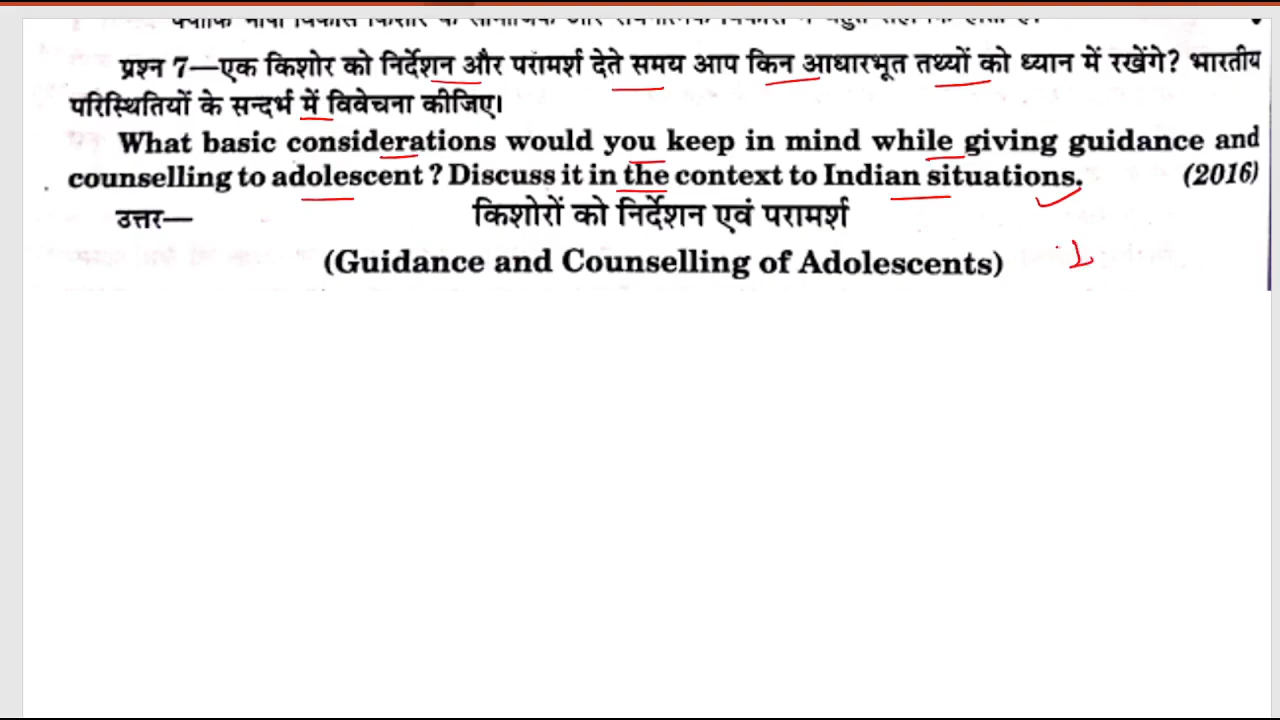 प्रश्न 7—एक किशोर को निर्देशन और परामर्श देते समय आप किन आधारभूत तथ्यों को ध्यान में रखेंगे? भारतीय
परिस्थितियों के सन्दर्भ में विवेचना कीजिए।
What basic considerations would you keep in mind while giving guidance and
counselling to adolescent ? Discuss it in the context to Indian situations. (2016)
उत्तर— किशोरों को निर्देशन एवं परामर्श
(Guidance and Counselling of Adolescents)